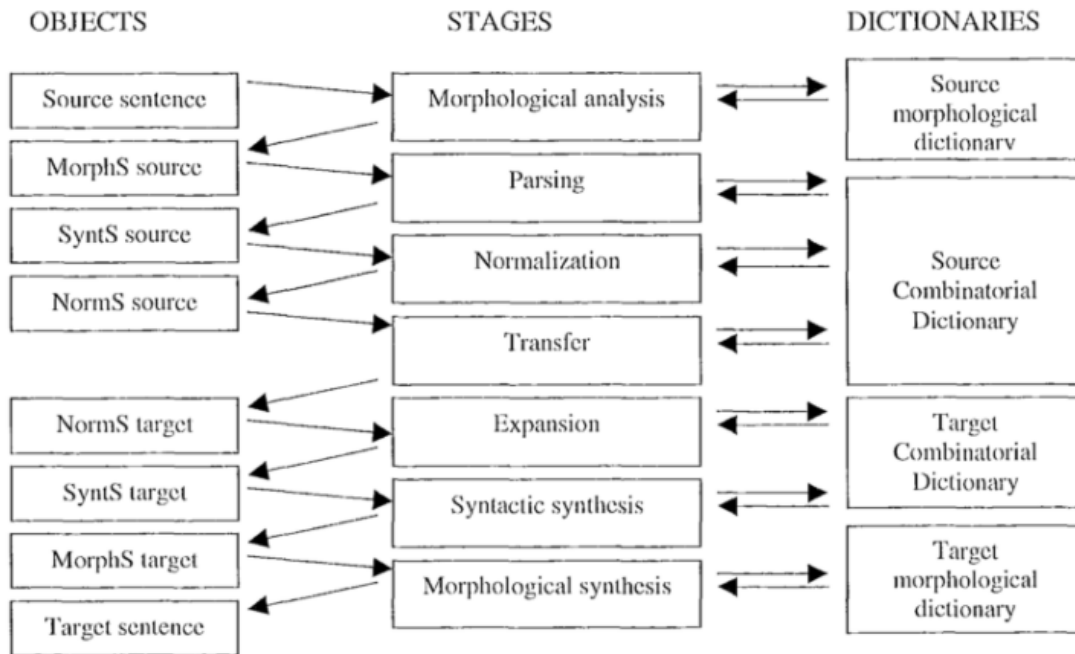 OBJECTS
STAGES
DICTIONARIES
Source sentence
MorphS source
SyntS source
NormS source
NormS target
SyntS target
MorphS target
Target sentence
Morphological analysis
Parsing
Normalization
Transfer
Expansion
Syntactic synthesis
Morphological synthesis
Source
morphological
dictionary
Source
Combinatorial
Dictionary
Target
Combinatorial
Dictionary
Target
morphological
dictionary